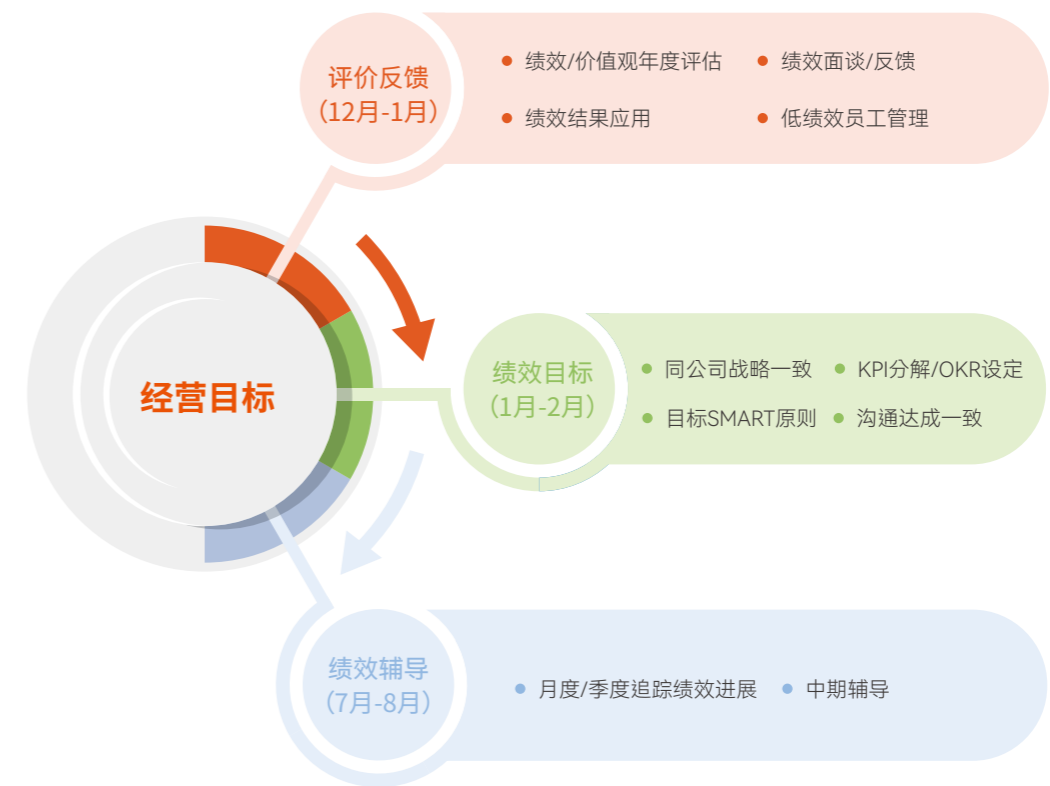 评价反馈
（12月-1月）
绩效/价值观年度评估
绩效面谈/反馈
绩效结果应用
低绩效员工管理
经营目标
绩效目标
（1月-2月）
同公司战略一致
KPI分解/OKR设定
目标SMART原则
沟通达成一致
绩效辅导
（7月-8月）
月度/季度追踪绩效进展
中期辅导